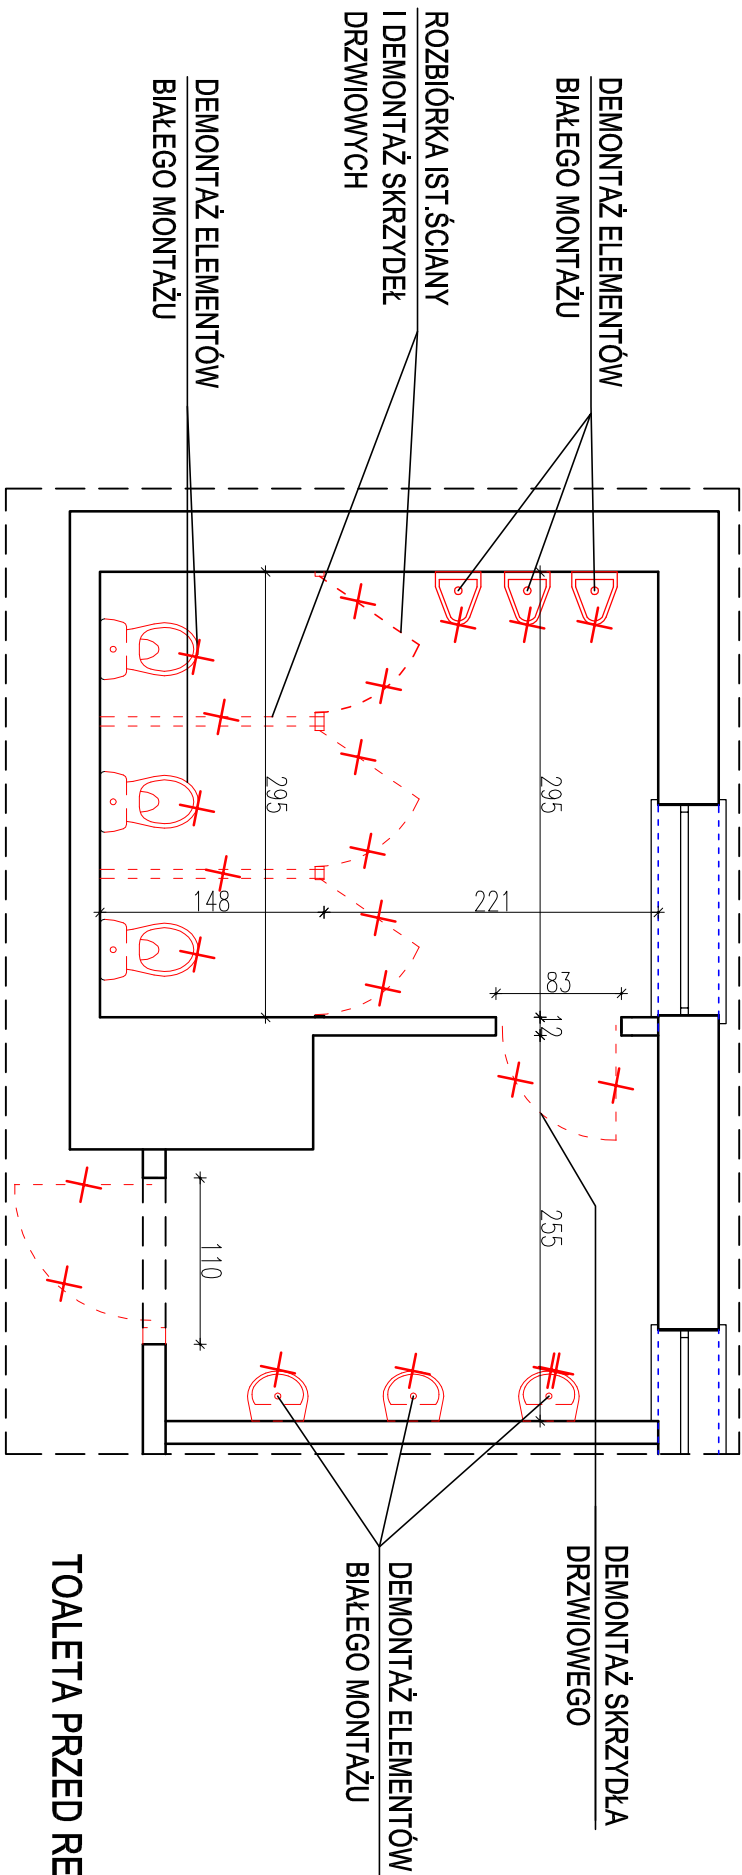 DEMONTAŻ ELEMENTÓW
BIAŁEGO MONTAŻU
ROZBIÓRKA IST.ŚCIANY
I DEMONTAŻ SKRZYDEŁ
DRZWIOWYCH
DEMONTAŻ ELEMENTÓW
BIAŁEGO MONTAŻU
295
295
148
221
83
12
255
110
DEMONTAŻ SKRZYDŁA
DRZWIOWEGO
DEMONTAŻ ELEMENTÓW
BIAŁEGO MONTAŻU
TOALETA PRZED RE